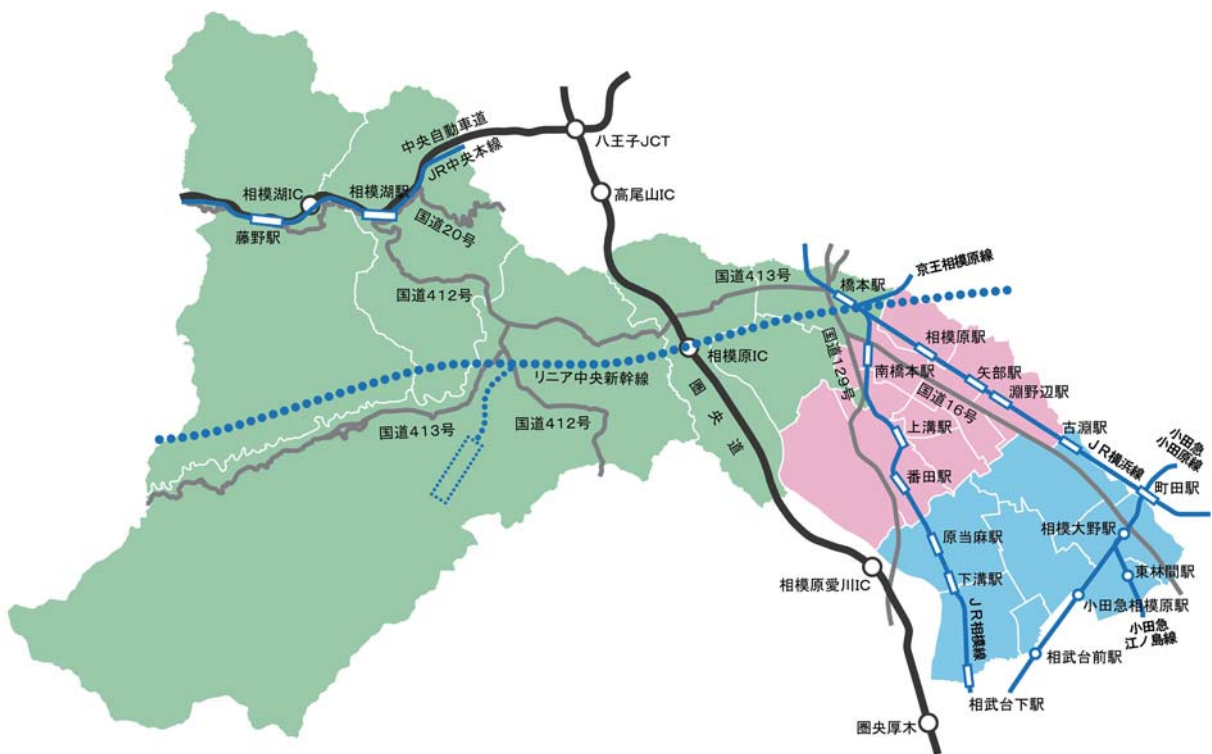 中央自動車道
JR中央本線
八王子JCT
相模湖IC
相模湖駅
高尾山IC
藤野駅
国道20号
国道413号
橋本駅
京王相模原線
国道412号
相模原駅
相模原IC
国道129号
南橋本駅
矢部駅
リニア中央新幹線
淵野辺駅
国道16号
圏央道
国道413号
国道412号
上溝駅
古淵駅
小田急
小田原線
JR横浜線
番田駅
町田駅
原当麻駅
相模大野駅
相模原愛川IC
下溝駅
東林間駅
小田急相模原駅
JR相模線
小田急
江ノ島線
相武台前駅
相武台下駅
圏央厚木